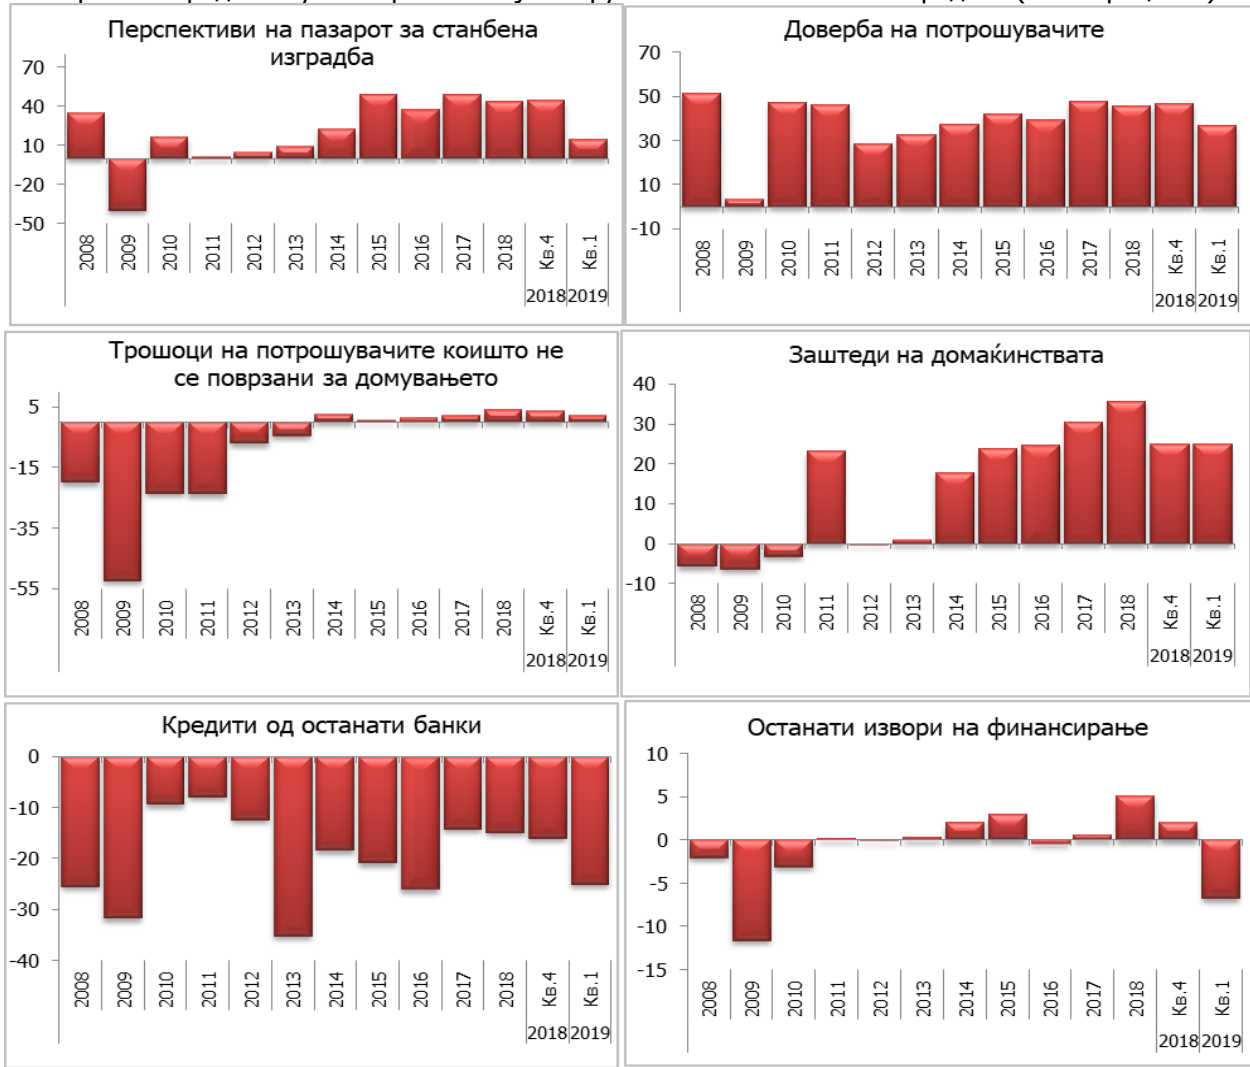 Перспективи на пазарот за станбена
изградба
70
40
10
-20
-50
2008 2009 2010 2011 2012 2013 2014 2015 2016 2017 2018 Кв.4 Кв.1
2018 2019
Доверба на потрошувачите
70
50
30
10
-10
2008 2009 2010 2011 2012 2013 2014 2015 2016 2017 2018 Кв.4 Кв.1
2018 2019
Трошоци на потрошувачите коишто не
се поврзани за домувањето
5
-15
-35
-55
2008 2009 2010 2011 2012 2013 2014 2015 2016 2017 2018 Кв.4 Кв.1
2018 2019
Заштеди на домаќинствата
40
30
20
10
0
-10
2008 2009 2010 2011 2012 2013 2014 2015 2016 2017 2018 Кв.4 Кв.1
2018 2019
Кредити од останати банки
0
-10
-20
-30
-40
2008 2009 2010 2011 2012 2013 2014 2015 2016 2017 2018 Кв.4 Кв.1
2018 2019
Останати извори на финансирање
10
5
0
-5
-10
-15
2008 2009 2010 2011 2012 2013 2014 2015 2016 2017 2018 Кв.4 Кв.1
2018 2019